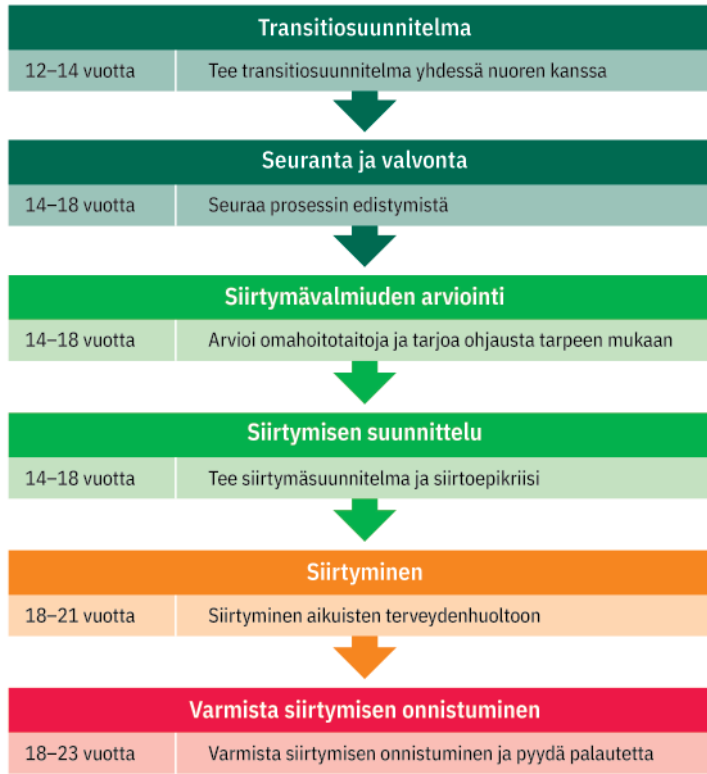 Transitiosuunnitelma
12–14 vuotta Tee transitiosuunnitelma yhdessä nuoren kanssa
Seuranta ja valvonta
14–18 vuotta Seuraa prosessin edistymistä
Siirtymävalmiuden arviointi
14–18 vuotta Arvioi omahoitotaitoja ja tarjoa ohjausta tarpeen mukaan
Siirtymisen suunnittelu
14–18 vuotta Tee siirtymäsuunnitelma ja siirtoepikriisi
Siirtyminen
18–21 vuotta Siirtyminen aikuisten terveydenhuoltoon
Varmista siirtymisen onnistuminen
18–23 vuotta Varmista siirtymisen onnistuminen ja pyydä palautetta